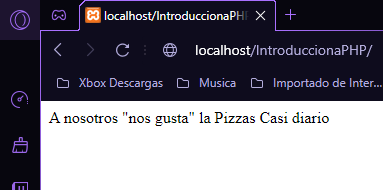 localhost/IntroduccionaPHP
localhost/IntroduccionaPHP/
Xbox Descargas
Musica
Importado de Inter...
A nosotros "nos gusta" la Pizzas Casi diario